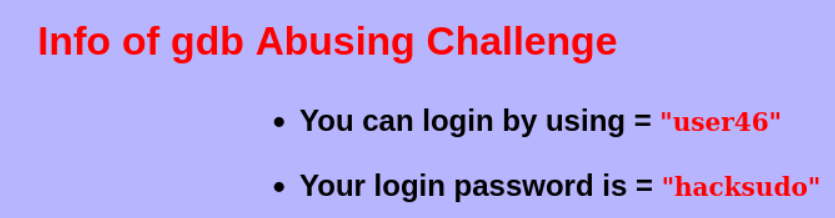 Info of gdb Abusing Challenge
• You can login by using = "user46"
• Your login password is = "hacksudo"